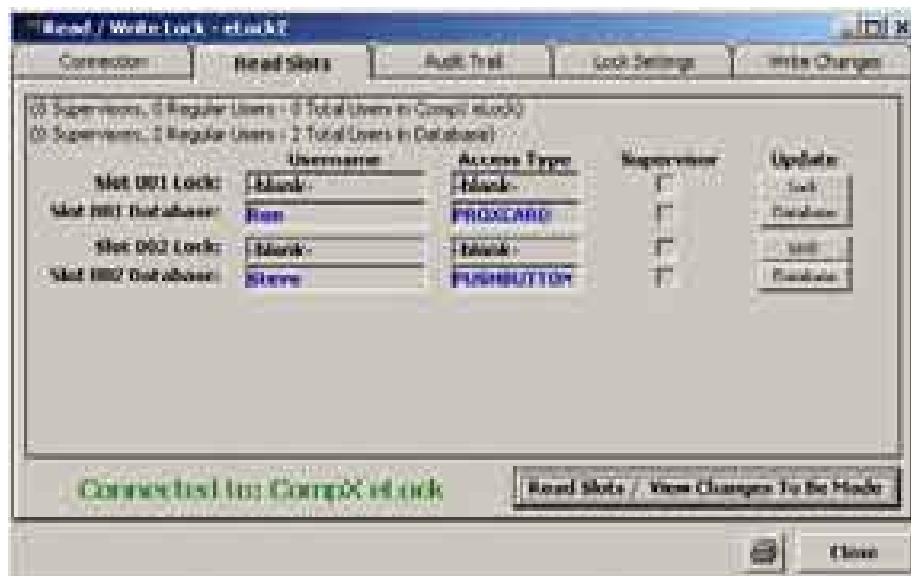 Read / Write Lock - eLock2
Connection Read Slots Audit Trail Lock Settings Write Changes
(0 Supervisors, 0 Regular Users - 0 Total Users in CompX eLock)
(0 Supervisors, 2 Regular Users - 2 Total Users in Database)
Username Access Type Supervisor Update
Slot 001 Lock: -blank- -blank- Lock
Slot 001 Database: PROXCARD Database
Slot 002 Lock: -blank- -blank- Lock
Slot 002 Database: Steve PUSHBUTTON Database
Connected to: CompX eLock Read Slots / View Changes To Be Made
Close